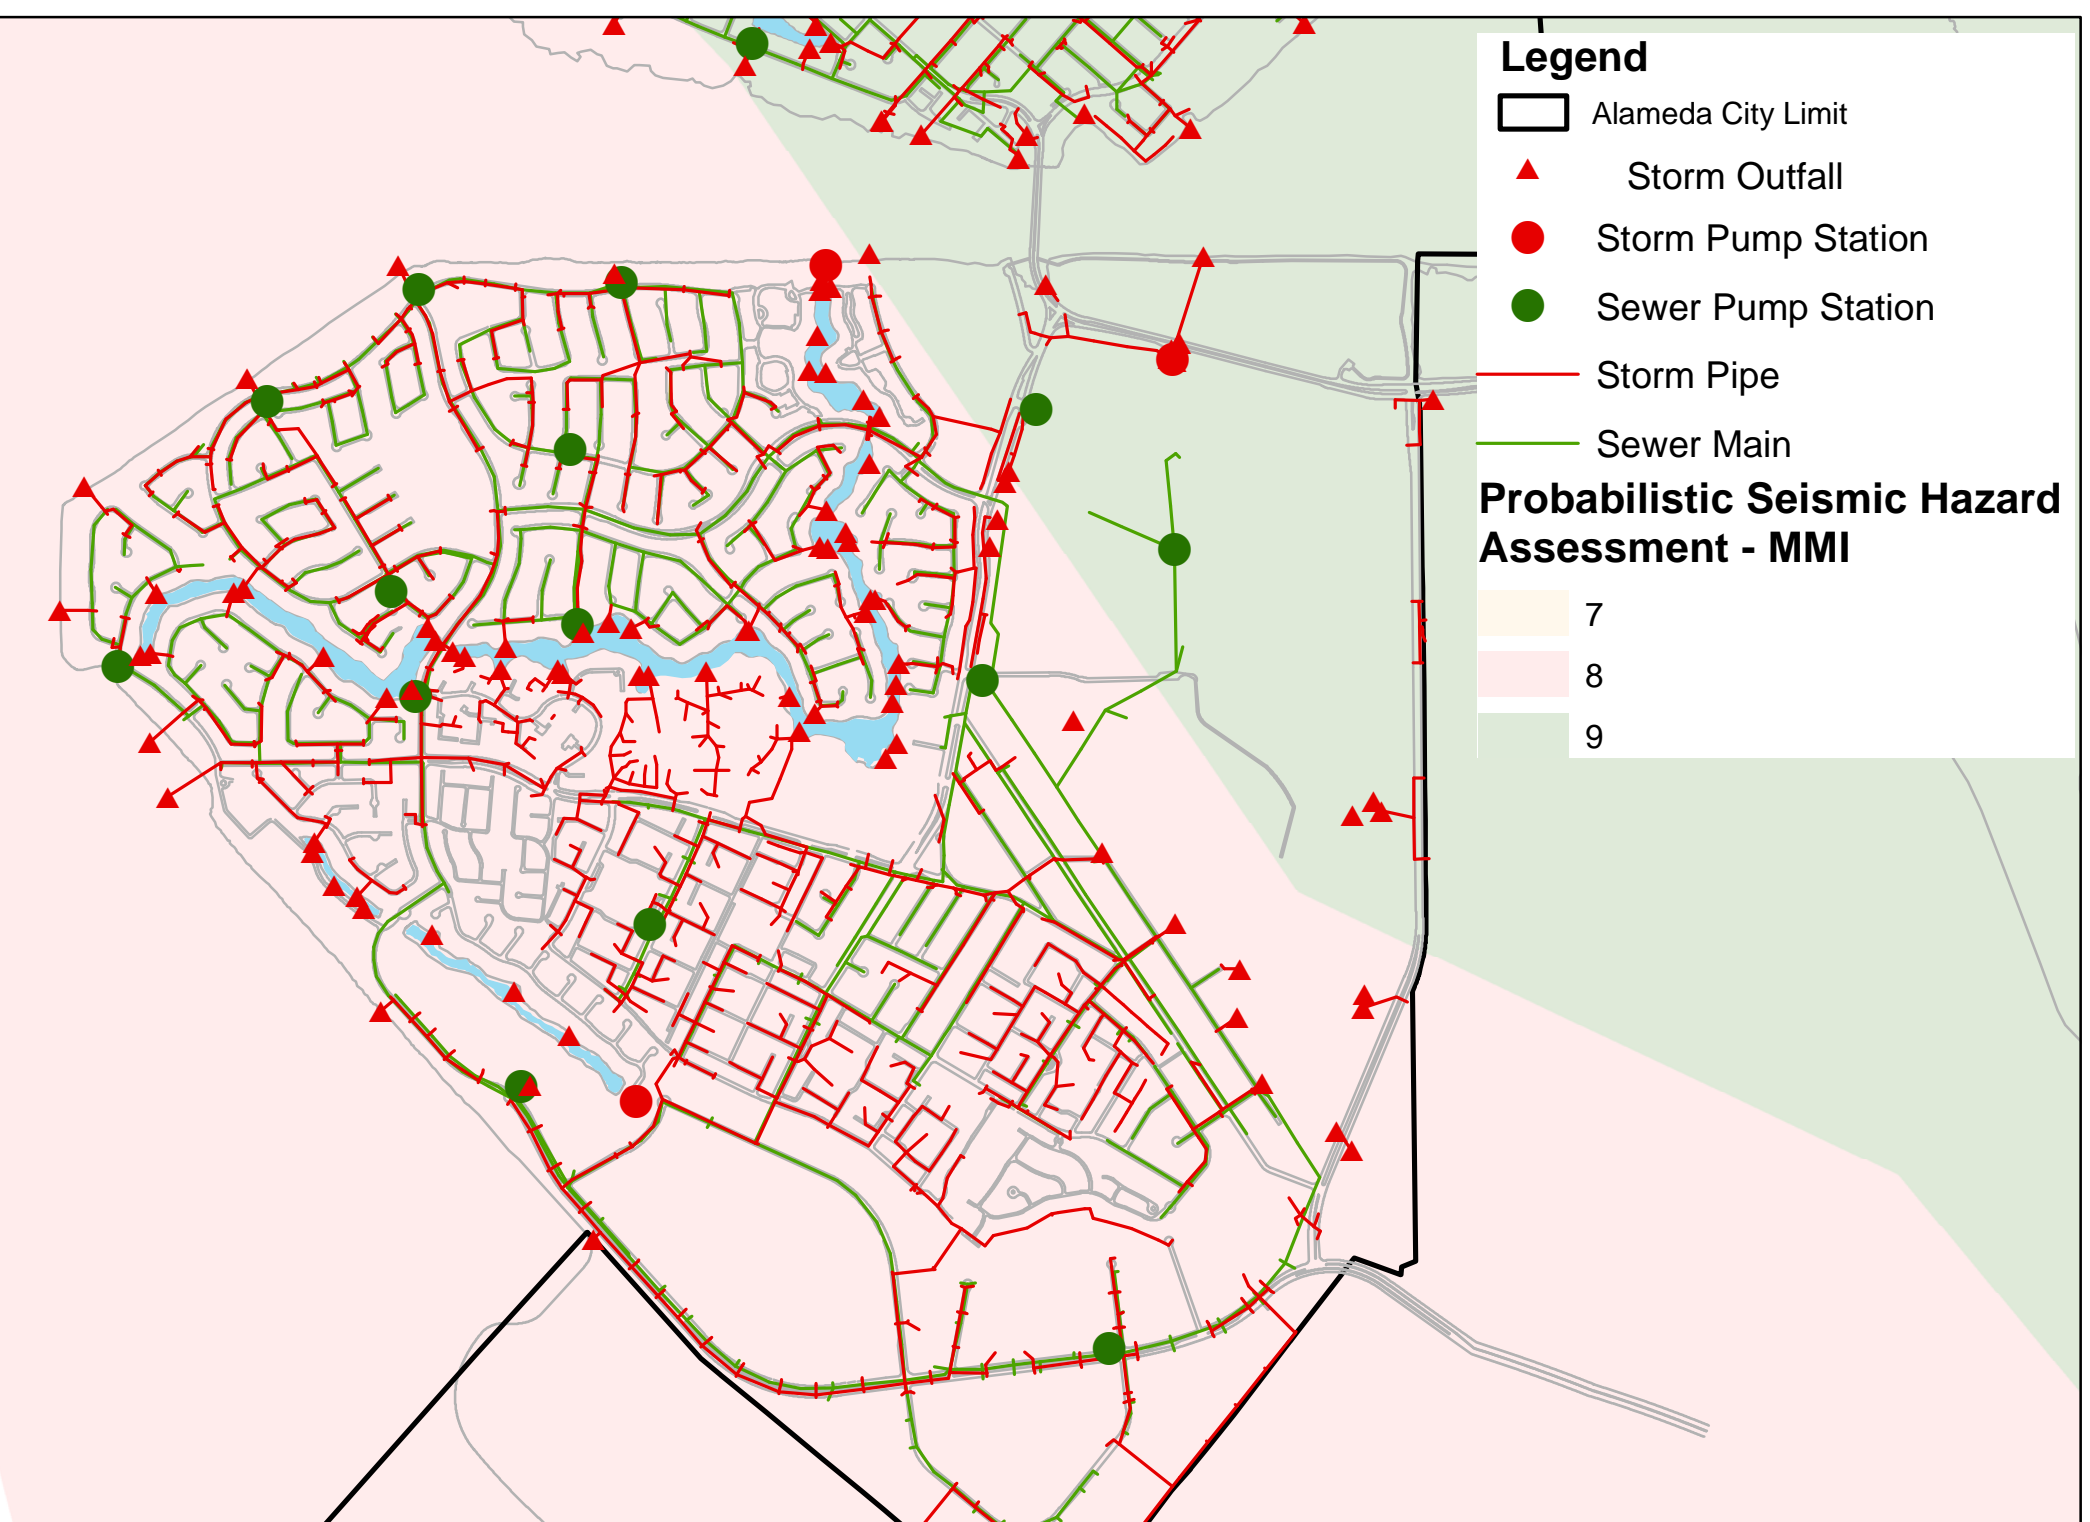 Legend
Alameda City Limit
Storm Outfall
Storm Pump Station
Sewer Pump Station
Storm Pipe
Sewer Main
Probabilistic Seismic Hazard
Assessment - MMI
7
8
9